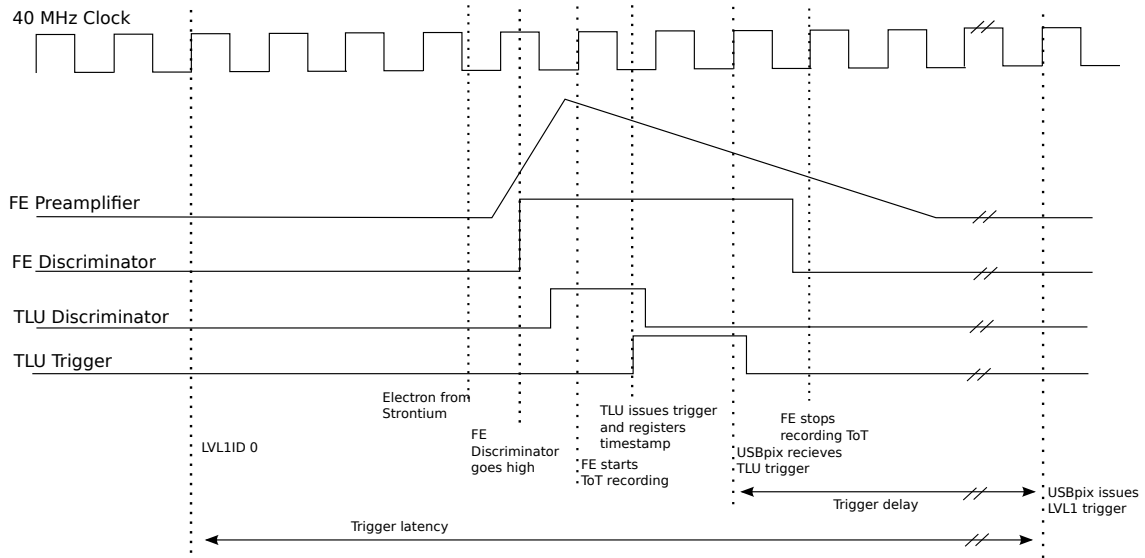 40 MHz Clock
FE Preamplifier
FE Discriminator
TLU Discriminator
TLU Trigger
Electron from
Strontium
LVL1ID 0
FE
Discriminator
goes high
FE starts
ToT recording
TLU issues trigger
and registers
timestamp
USBpix recieves
TLU trigger
FE stops
recording ToT
Trigger delay
USBpix issues
LVL1 trigger
Trigger latency